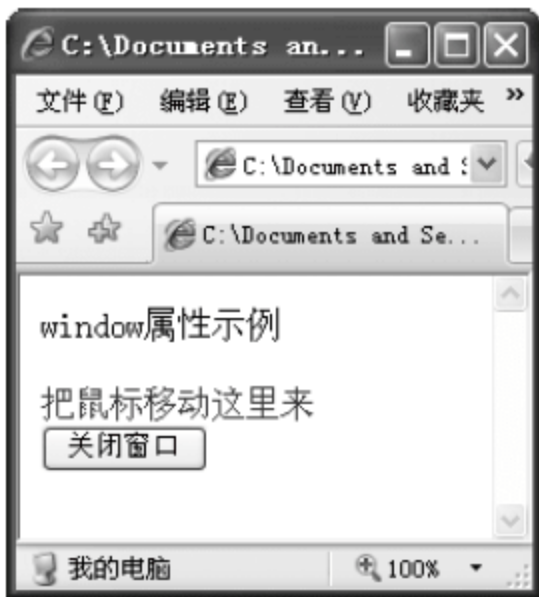 C:\Documents an...
文件(F) 编辑(E) 查看(V) 收藏夹 »
C:\Documents and S
C:\Documents and Se...
window属性示例
把鼠标移动这里来
关闭窗口
我的电脑 100%